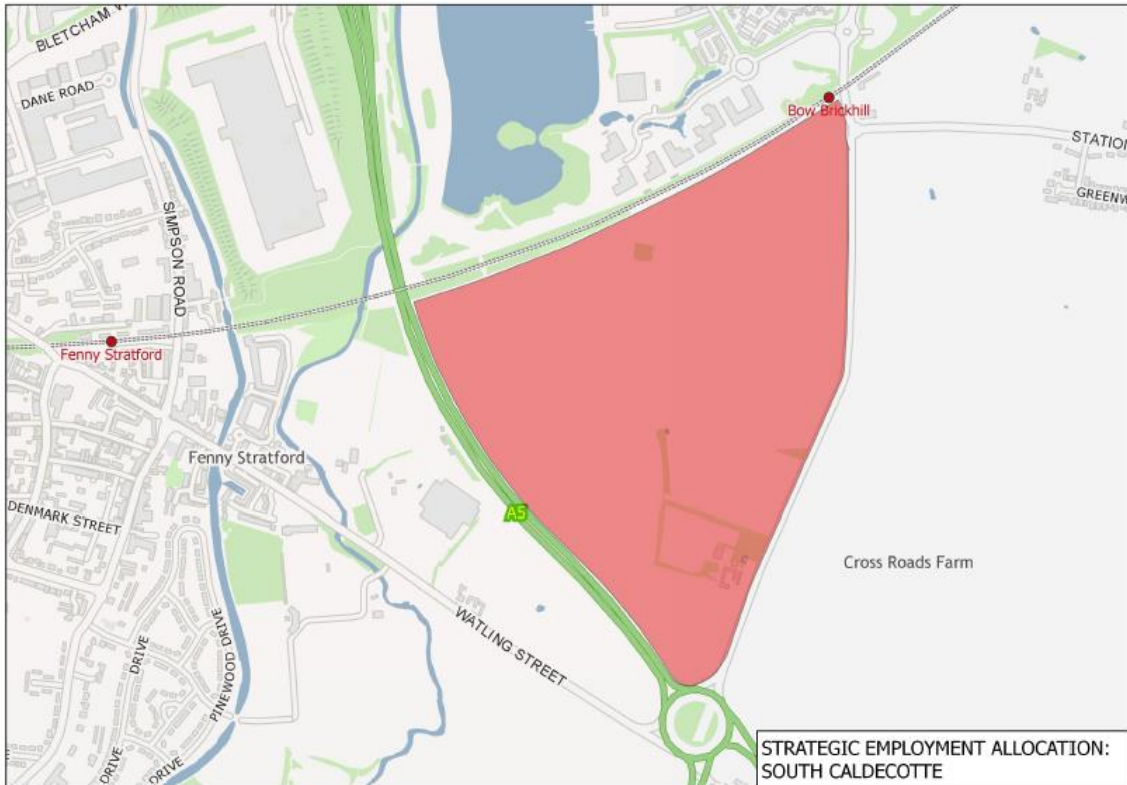 BLETCHAM W
DANE ROAD
Bow Brickhill
STATION
GREENW
SIMPSON ROAD
Fenny Stratford
Fenny Stratford
DENMARK STREET
A5
Cross Roads Farm
WATLING STREET
PINEWOOD DRIVE
DRIVE
DRIVE
DRIVE
STRATEGIC EMPLOYMENT ALLOCATION:
SOUTH CALDECOTTE